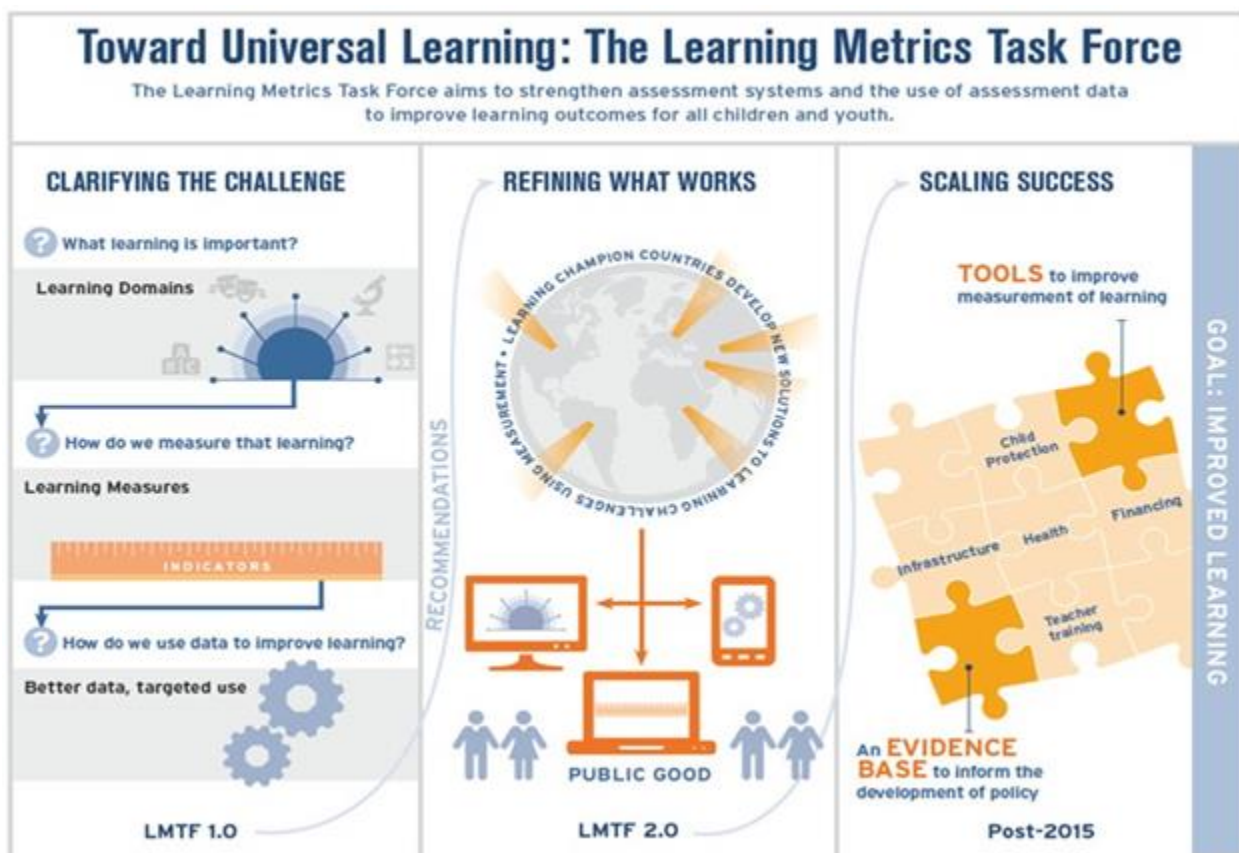 Toward Universal Learning: The Learning Metrics Task Force
The Learning Metrics Task Force aims to strengthen assessment systems and the use of assessment data
to improve learning outcomes for all children and youth.
CLARIFYING THE CHALLENGE
? What learning is important?
Learning Domains
A B C
? How do we measure that learning?
Learning Measures
INDICATORS
? How do we use data to improve learning?
Better data, targeted use
LMTF 1.0
RECOMMENDATIONS
REFINING WHAT WORKS
LEARNING CHAMPION COUNTRIES DEVELOP NEW SOLUTIONS TO LEARNING CHALLENGES USING MEASUREMENT •
PUBLIC GOOD
LMTF 2.0
SCALING SUCCESS
TOOLS to improve
measurement of learning
Child
Protection
Financing
Health
Infrastructure
Teacher
training
An EVIDENCE
BASE to inform the
development of policy
Post-2015
GOAL: IMPROVED LEARNING